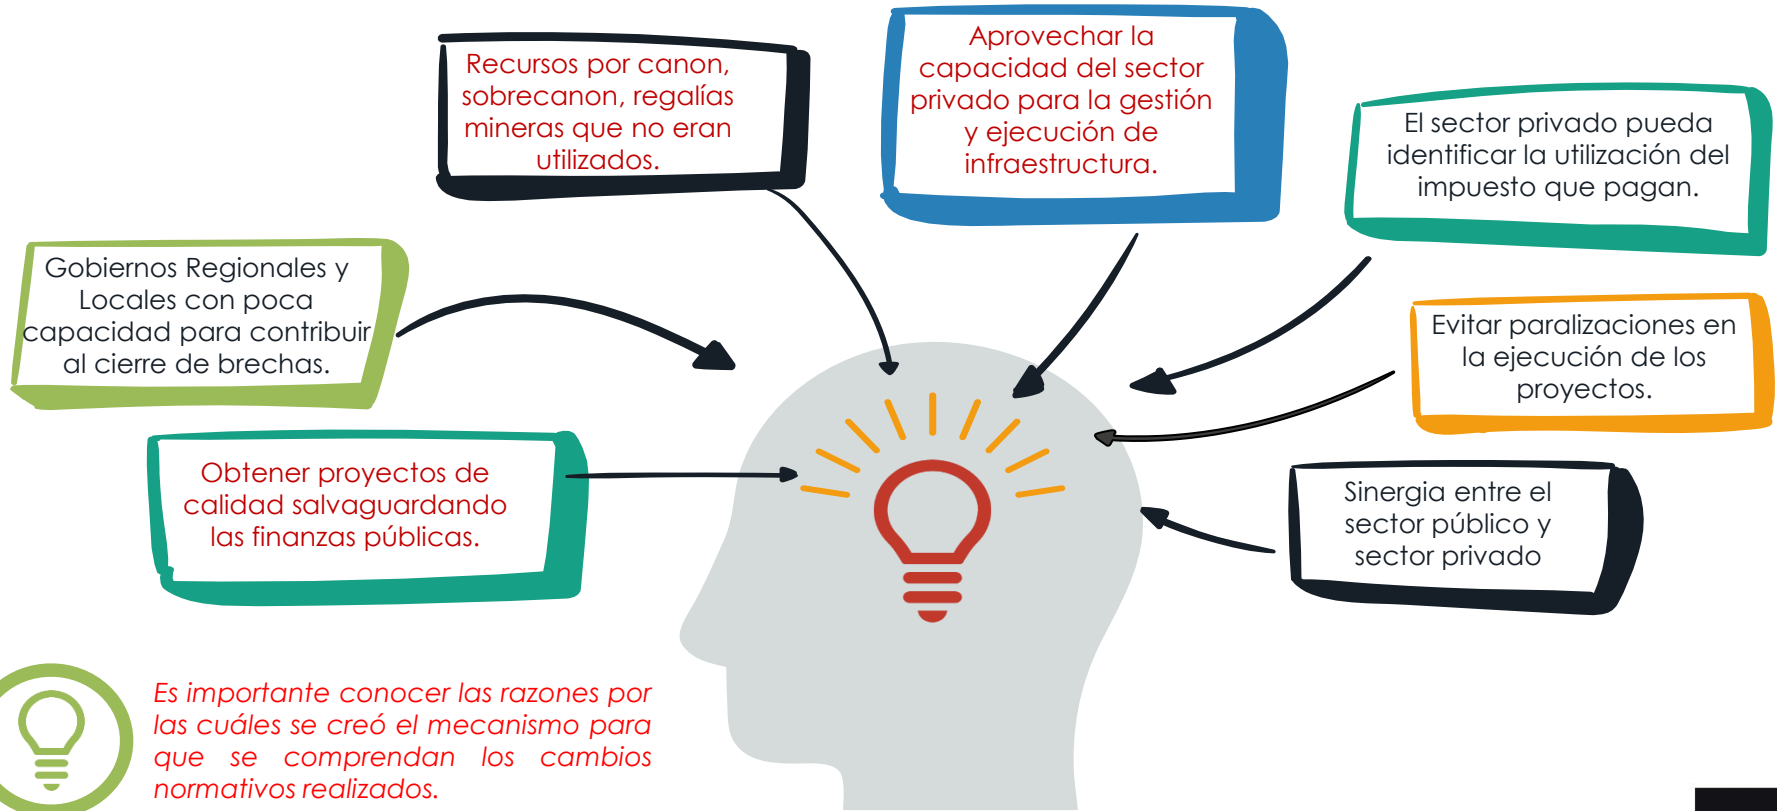 Recursos por canon,
sobrecanon, regalías
mineras que no eran
utilizados.
Aprovechar la
capacidad del sector
privado para la gestión
y ejecución de
infraestructura.
El sector privado pueda
identificar la utilización del
impuesto que pagan.
Gobiernos Regionales y
Locales con poca
capacidad para contribuir
al cierre de brechas.
Evitar paralizaciones en
la ejecución de los
proyectos.
Obtener proyectos de
calidad salvaguardando
las finanzas públicas.
Sinergia entre el
sector público y
sector privado
Es importante conocer las razones por
las cuáles se creó el mecanismo para
que se comprendan los cambios
normativos realizados.